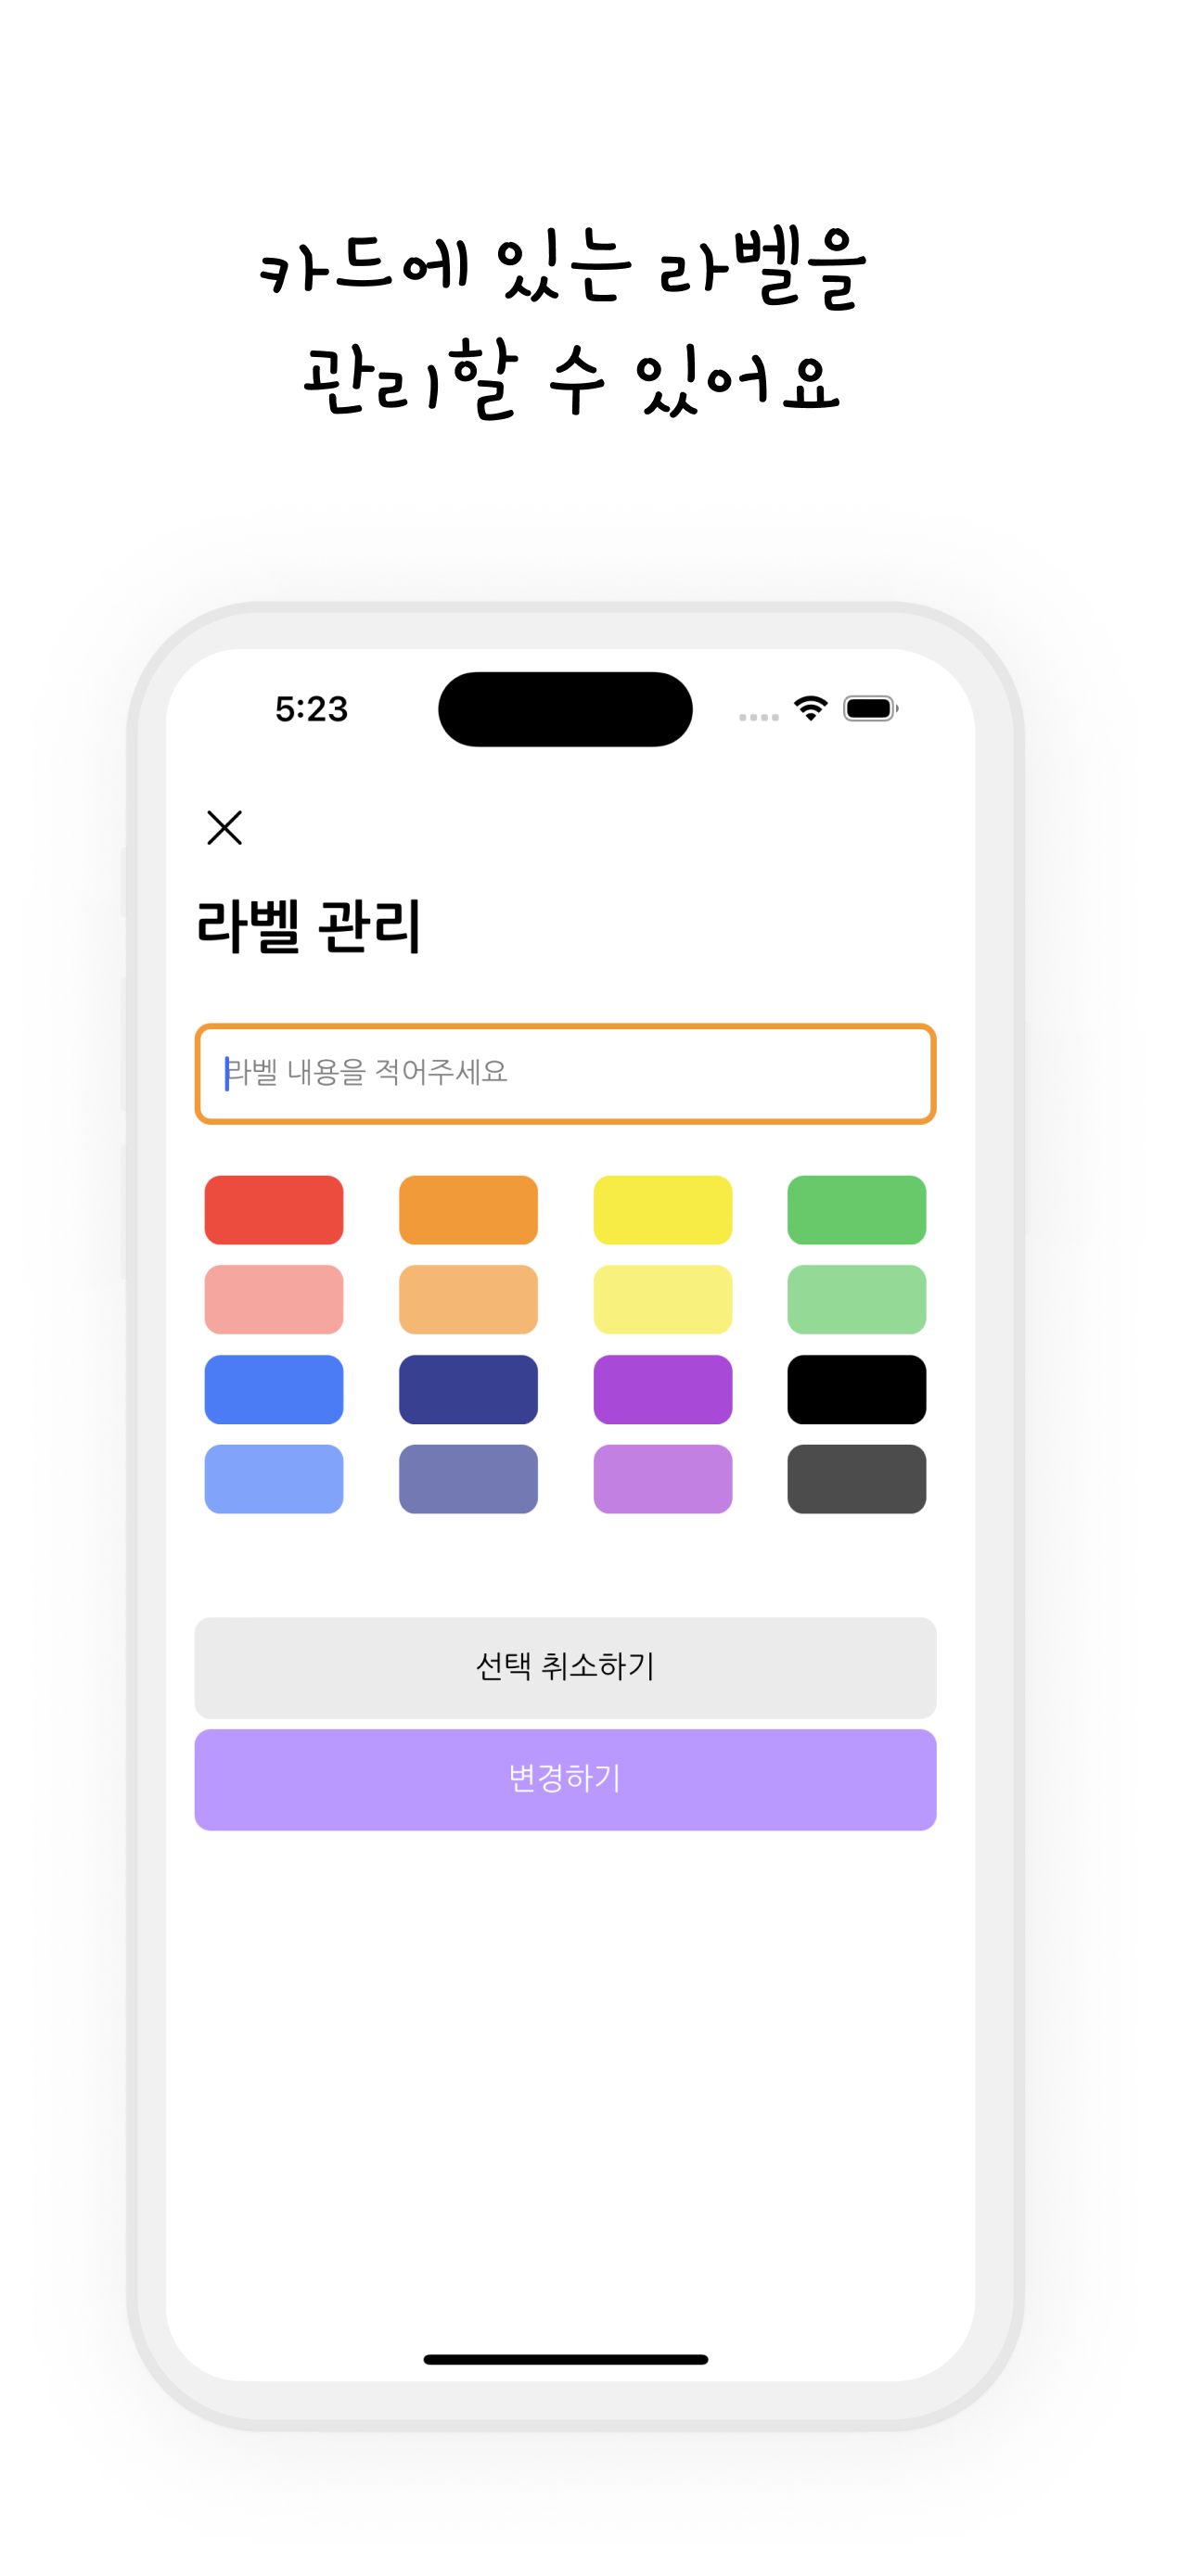 카드에 있는 라벨을
관리할 수 있어요
5:23
라벨 관리
라벨 내용을 적어주세요
선택 취소하기
변경하기